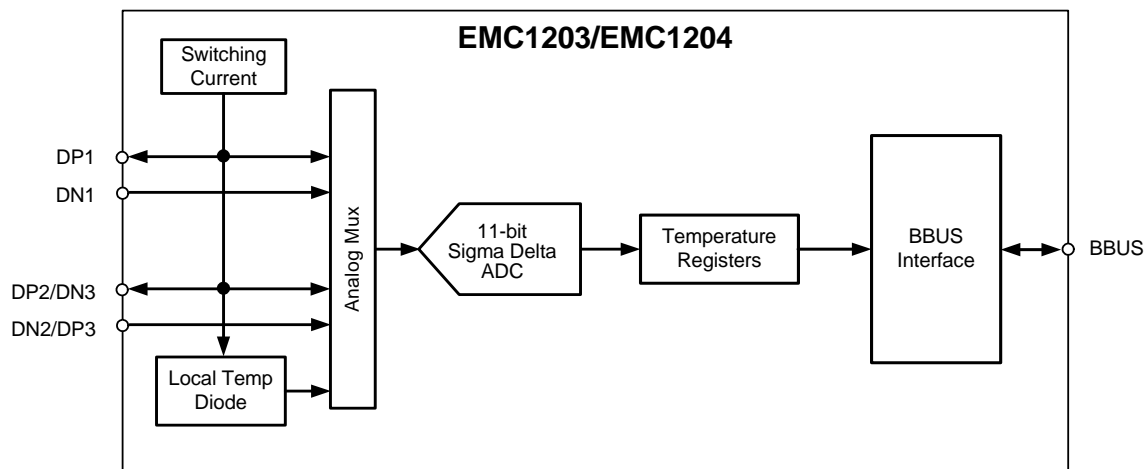 EMC1203/EMC1204
Switching
Current
DP1
DN1
DP2/DN3
DN2/DP3
Local Temp
Diode
Analog Mux
11-bit
Sigma Delta
ADC
Temperature
Registers
BBUS
Interface
BBUS